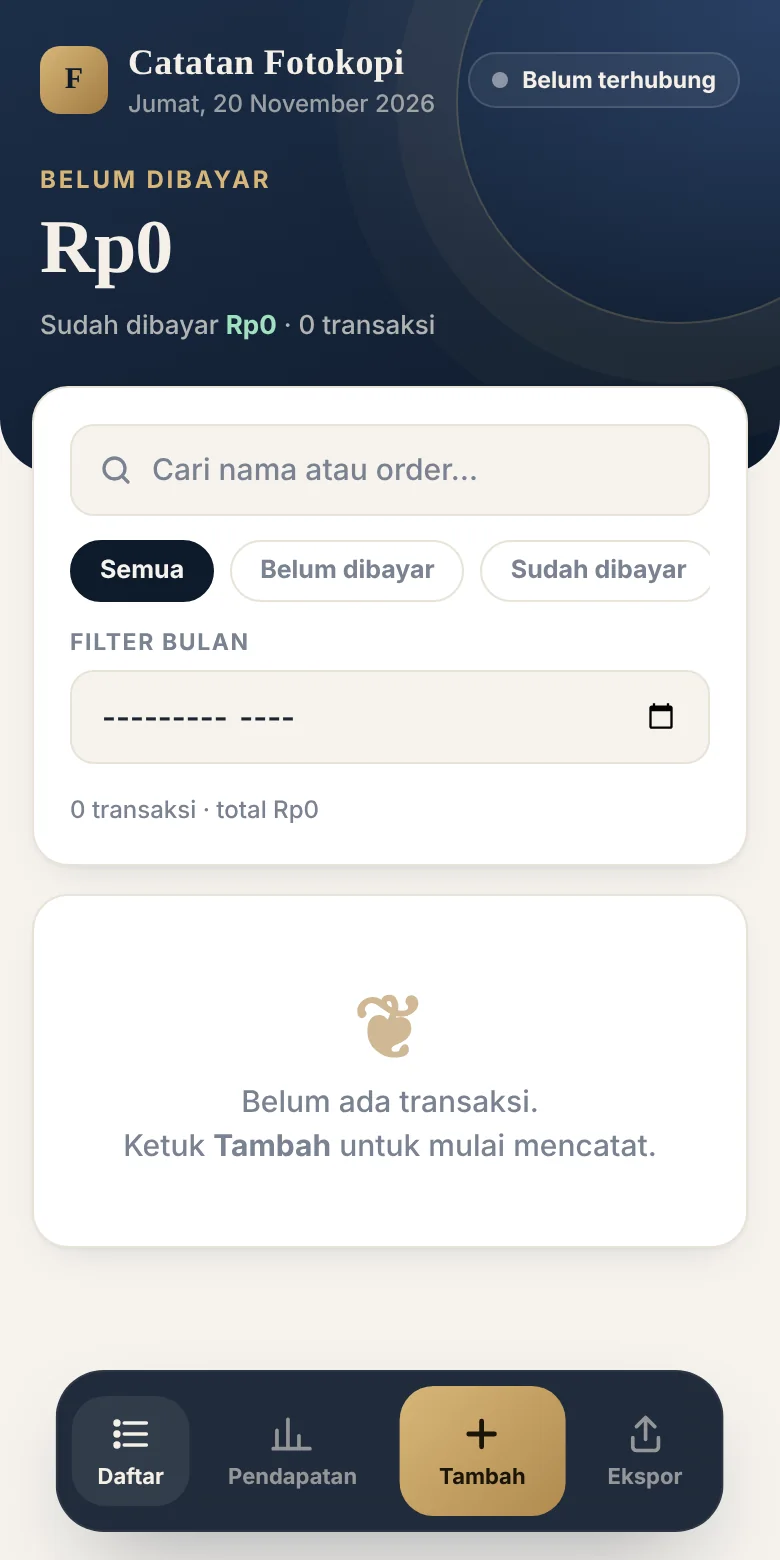 F
Catatan Fotokopi
Jumat, 20 November 2026
Belum terhubung
BELUM DIBAYAR
Rp0
Sudah dibayar Rp0 · 0 transaksi
Cari nama atau order...
Semua
Belum dibayar
Sudah dibayar
FILTER BULAN
--------- ----
0 transaksi · total Rp0
❦
Belum ada transaksi.
Ketuk Tambah untuk mulai mencatat.
Daftar
Pendapatan
Tambah
Ekspor